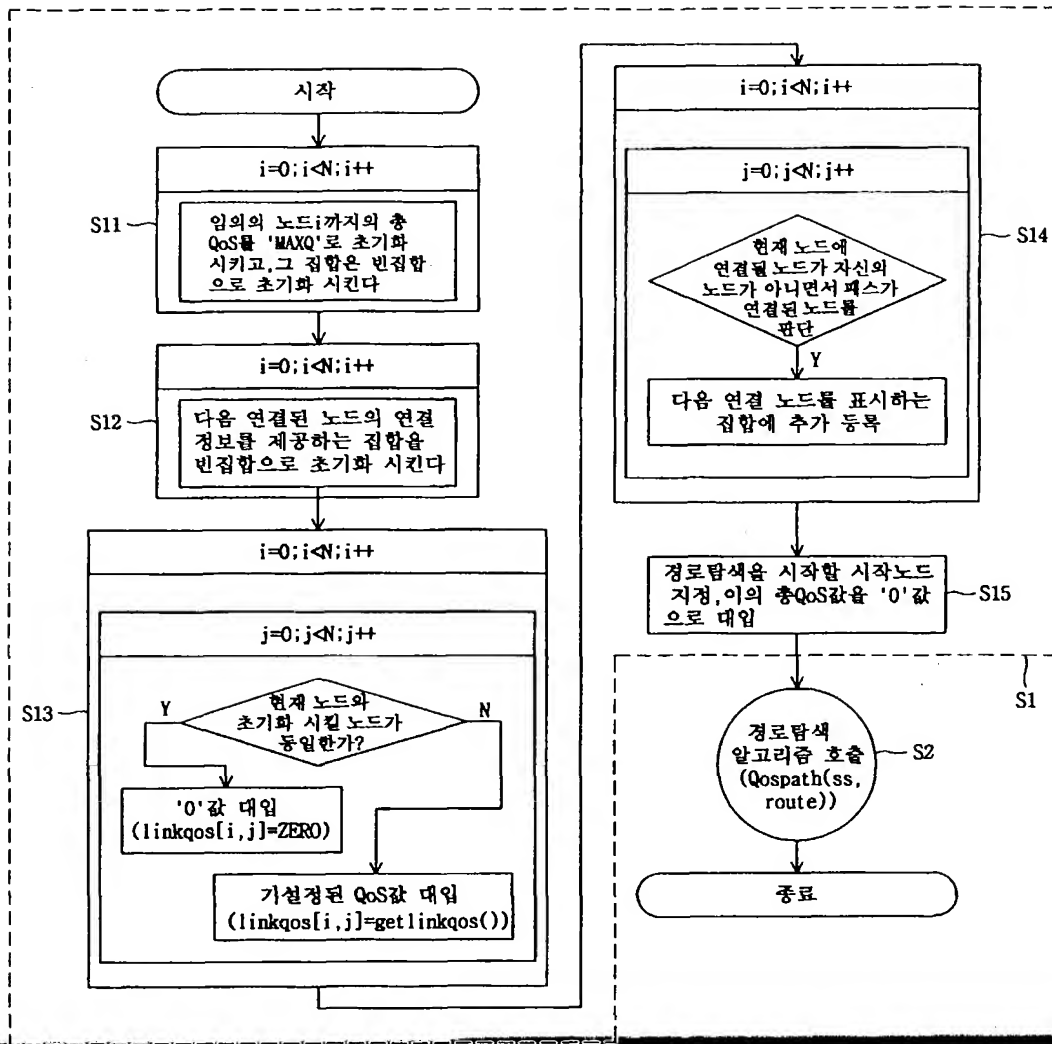 시작
i=0;i<N;i++
S11
임의의 노드i까지의 총
QoS를 'MAXQ'로 초기화
시키고,그 집합은 빈집합
으로 초기화 시킨다
i=0;i<N;i++
S12
다음 연결된 노드의 연결
정보를 제공하는 집합을
빈집합으로 초기화 시킨다
i=0;i<N;i++
j=0;j<N;j++
S13
Y
현재 노드와
초기화 시킬 노드가
동일한가?
N
'0'값 대입
(linkqos[i,j]=ZERO)
기설정된 QoS값 대입
(linkqos[i,j]=getlinkqos())
i=0;i<N;i++
j=0;j<N;j++
S14
현재 노드에
연결될 노드가 자신의
노드가 아니면서 패스가
연결된 노드를
판단
Y
다음 연결 노드를 표시하는
집합에 추가 등록
경로탐색을 시작할 시작노드
지정,이의 총QoS값을 '0'값
으로 대입
S15
S1
경로탐색
알고리즘 호출
(Qospath(ss,
route))
S2
종료